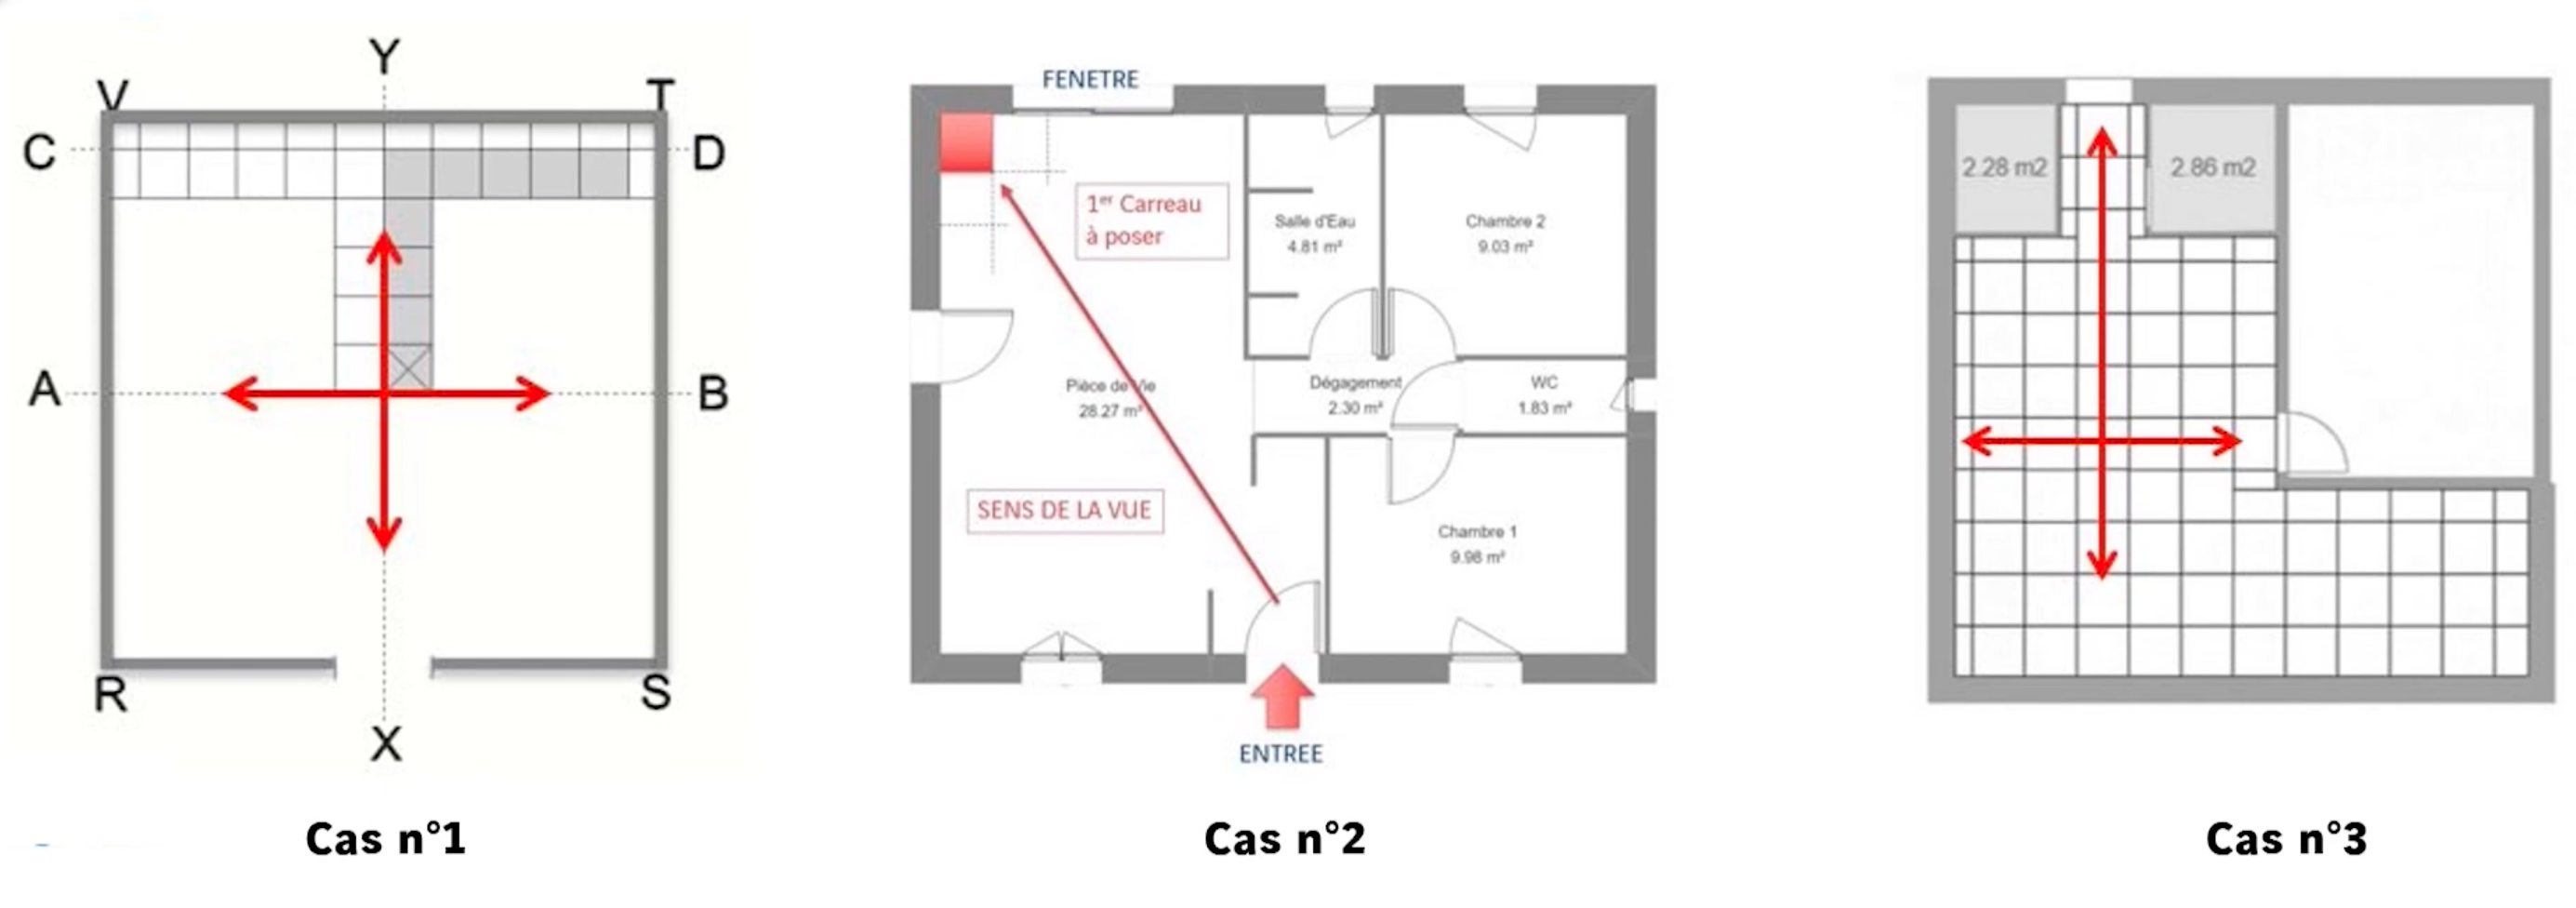 Y
V
T
C
D
A
B
R
S
X
Cas n°1
FENETRE
1er Carreau
à poser
Salle d'Eau
4.81 m²
Chambre 2
9.03 m²
Pièce de Vie
28.27 m²
Dégagement
2.30 m²
WC
1.83 m²
SENS DE LA VUE
Chambre 1
9.98 m²
ENTREE
Cas n°2
2.28 m2
2.86 m2
Cas n°3